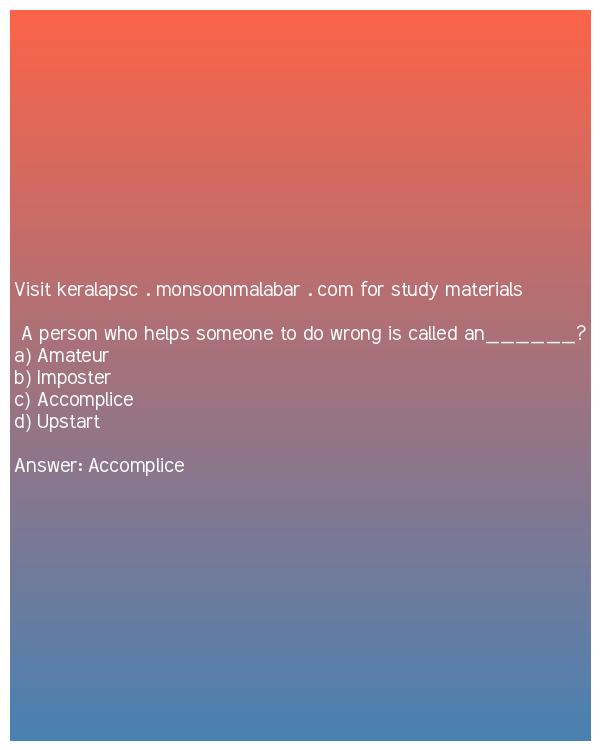 Visit keralapsc . monsoonmalabar . com for study materials
A person who helps someone to do wrong is called an______?
a) Amateur
b) Imposter
c) Accomplice
d) Upstart
Answer: Accomplice